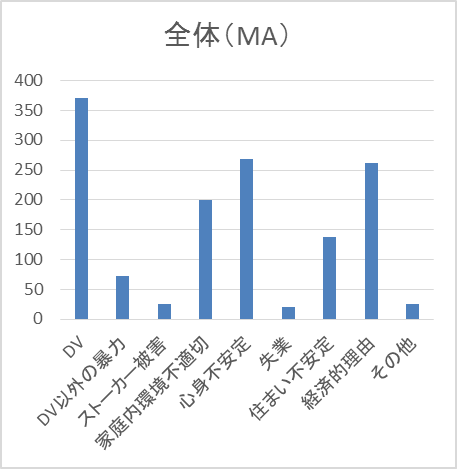 全体（MA）
400
350
300
250
200
150
100
50
0
DV
DV以外の暴力
ストーカー被害
家庭内環境不適切
心身不安定
失業
住まい不安定
経済的理由
その他